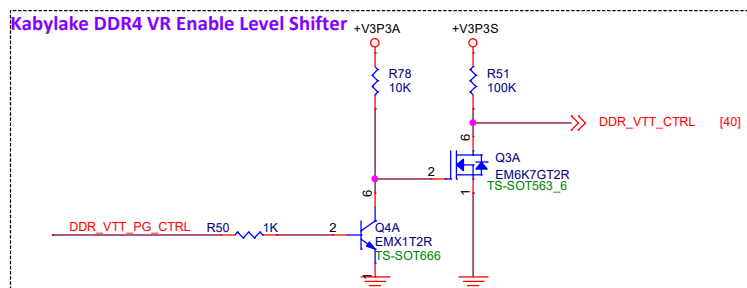 Kabylake DDR4 VR Enable Level Shifter
+V3P3A
+V3P3S
R78
10K
R51
100K
DDR_VTT_CTRL [40]
6
Q3A
2
EM6K7GT2R
TS-SOT563_6
1
6
DDR_VTT_PG_CTRL
R50
1K
2
Q4A
EMX1T2R
TS-SOT666
1